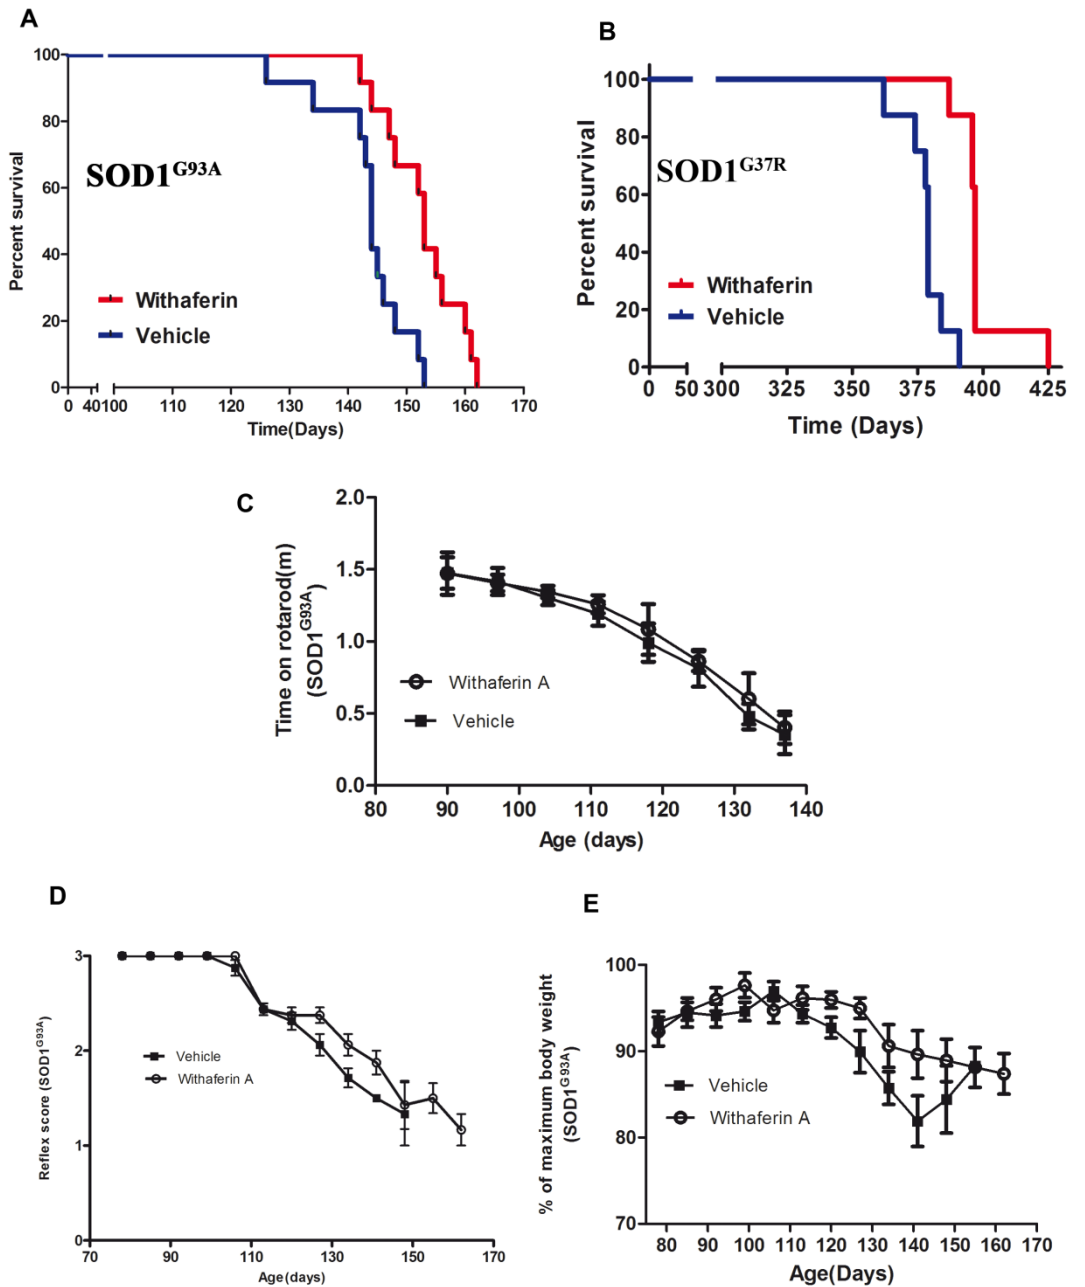 A
100
80
60
40
20
0
Percent survival
SOD1G93A
Withaferin
Vehicle
0 40 100 110 120 130 140 150 160 170
Time(Days)
B
100
80
60
40
20
0
Percent survival
SOD1G37R
Withaferin
Vehicle
0 50 300 325 350 375 400 425
Time (Days)
C
2.0
1.5
1.0
0.5
0.0
Time on rotarod(m)
(SOD1G93A)
Withaferin A
Vehicle
80 90 100 110 120 130 140
Age (days)
D
3
2
1
0
Reflex score (SOD1G93A)
Vehicle
Withaferin A
70 90 110 130 150 170
Age(days)
E
100
90
80
70
% of maximum body weight
(SOD1G93A)
Vehicle
Withaferin A
80 90 100 110 120 130 140 150 160 170
Age(Days)